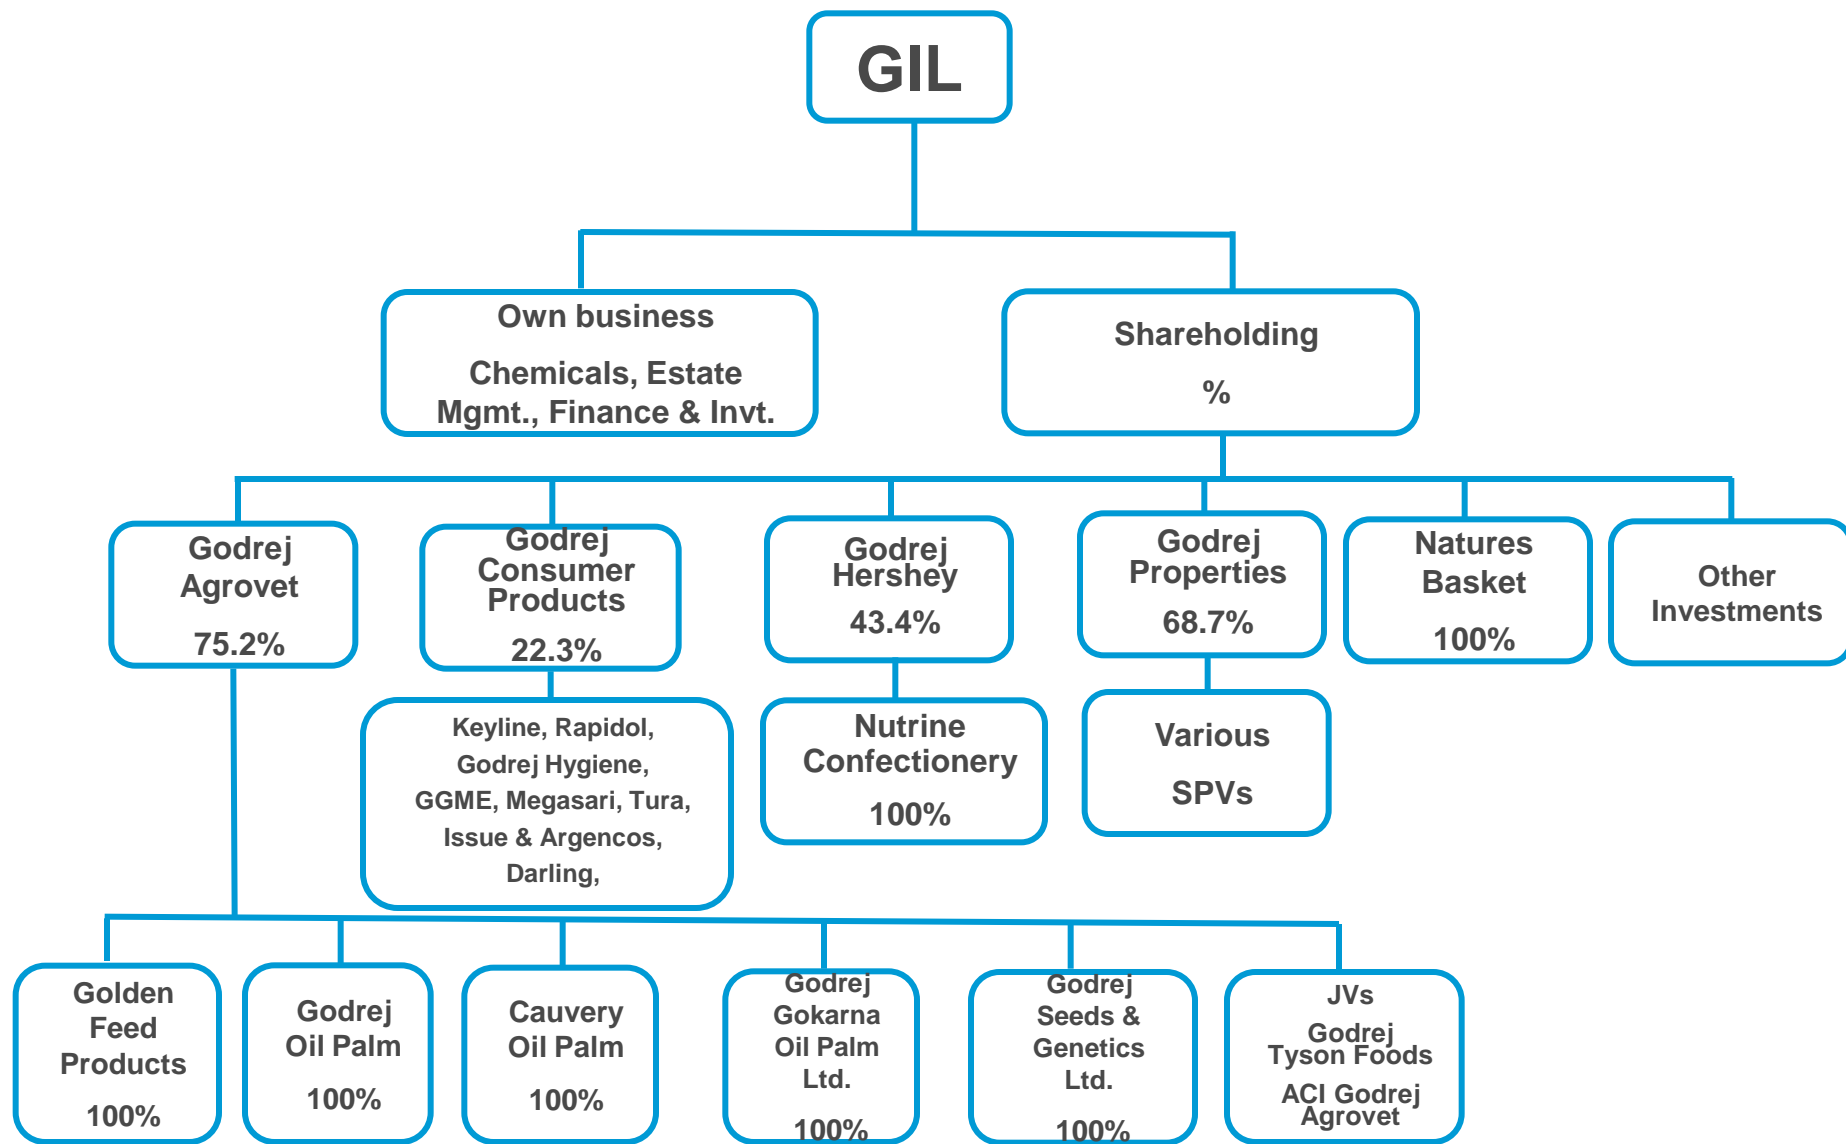 GIL
Own business
Chemicals, Estate
Mgmt., Finance & Invt.
Shareholding
%
Godrej
Agrovet
75.2%
Godrej
Consumer
Products
22.3%
Godrej
Hershey
43.4%
Godrej
Properties
68.7%
Natures
Basket
100%
Other
Investments
Keyline, Rapidol,
Godrej Hygiene,
GGME, Megasari, Tura,
Issue & Argencos,
Darling,
Nutrine
Confectionery
100%
Various
SPVs
Golden
Feed
Products
100%
Godrej
Oil Palm
100%
Cauvery
Oil Palm
100%
Godrej
Gokarna
Oil Palm
Ltd.
100%
Godrej
Seeds &
Genetics
Ltd.
100%
JVs
Godrej
Tyson Foods
ACI Godrej
Agrovet